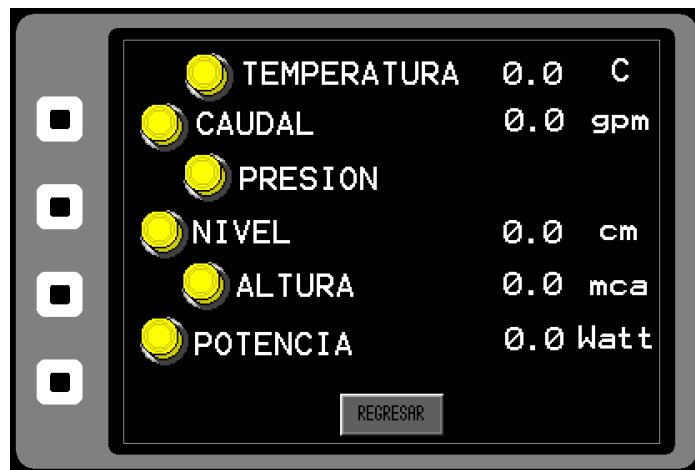 TEMPERATURA 0.0 C
CAUDAL 0.0 gpm
PRESION
NIVEL 0.0 cm
ALTURA 0.0 mca
POTENCIA 0.0 Watt
REGRESAR